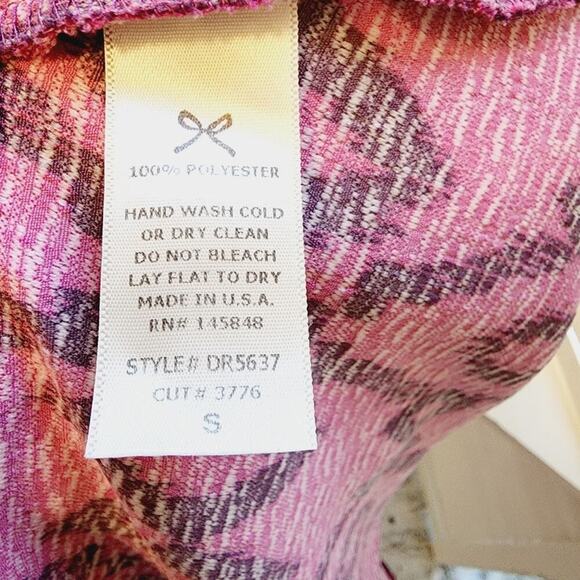 100% POLYESTER
HAND WASH COLD
OR DRY CLEAN
DO NOT BLEACH
LAY FLAT TO DRY
MADE IN U.S.A.
RN# 145848
STYLE# DR5637
CUT# 3776
S